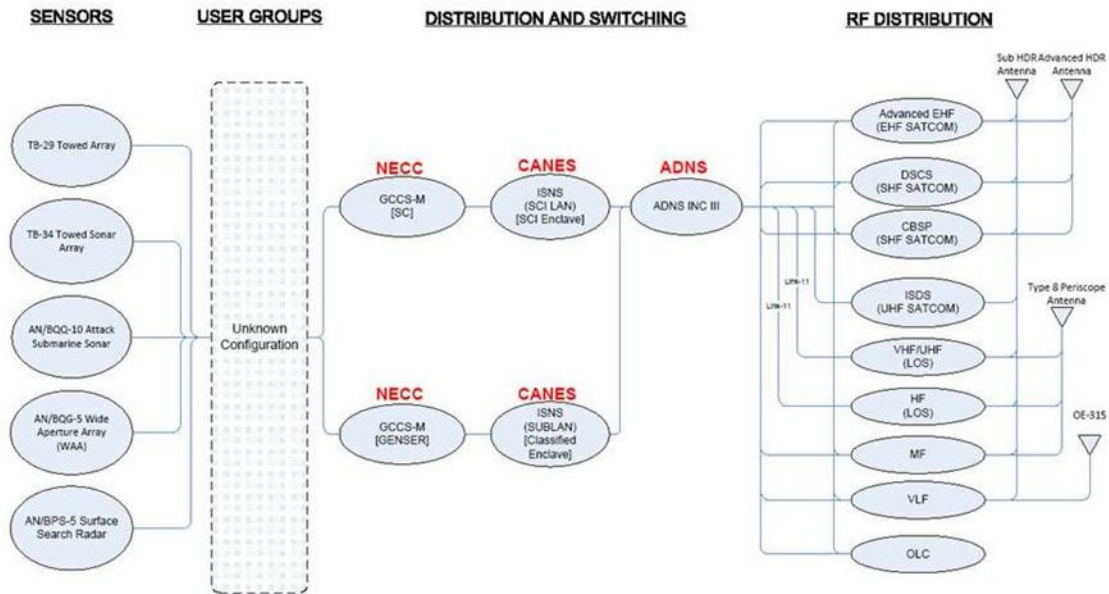 SENSORS
USER GROUPS
DISTRIBUTION AND SWITCHING
RF DISTRIBUTION
Sub HDR
Antenna
Advanced HDR
Antenna
TB-29 Towed Array
TB-34 Towed Sonar
Array
AN/BQQ-10 Attack
Submarine Sonar
AN/BQG-5 Wide
Aperture Array
(WAA)
AN/BPS-5 Surface
Search Radar
Unknown
Configuration
NECC
GCCS-M
[SC]
NECC
GCCS-M
[GENSER]
CANES
ISNS
(SCI LAN)
[SCI Enclave]
CANES
ISNS
(SUBLAN)
[Classified
Enclave]
ADNS
ADNS INC III
Link-11
Link-11
Advanced EHF
(EHF SATCOM)
DSCS
(SHF SATCOM)
CBSP
(SHF SATCOM)
ISDS
(UHF SATCOM)
VHF/UHF
(LOS)
HF
(LOS)
MF
VLF
OLC
Type 8 Periscope
Antenna
OE-315